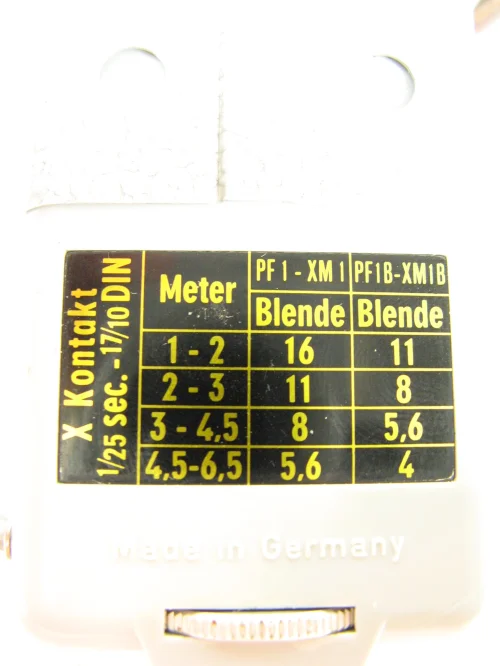 X Kontakt
1/25 sec. - 17/10 DIN
Meter PF 1 - XM 1 PF1B-XM1B
Blende Blende
1 - 2 16 11
2 - 3 11 8
3 - 4,5 8 5,6
4,5-6,5 5,6 4
Made in Germany